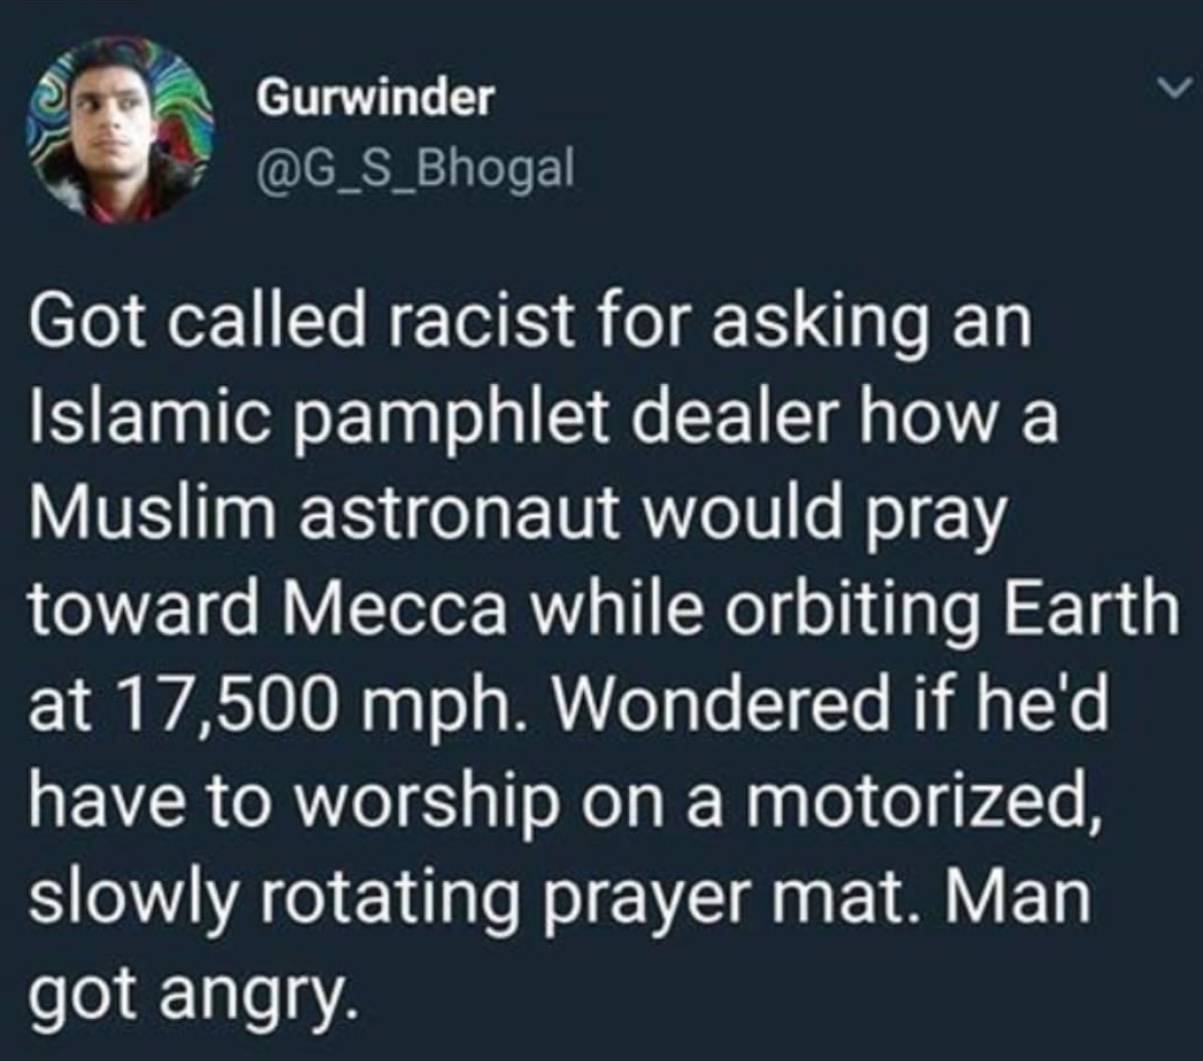 Gurwinder
@G_S_Bhogal
Got called racist for asking an
Islamic pamphlet dealer how a
Muslim astronaut would pray
toward Mecca while orbiting Earth
at 17,500 mph. Wondered if he'd
have to worship on a motorized,
slowly rotating prayer mat. Man
got angry.